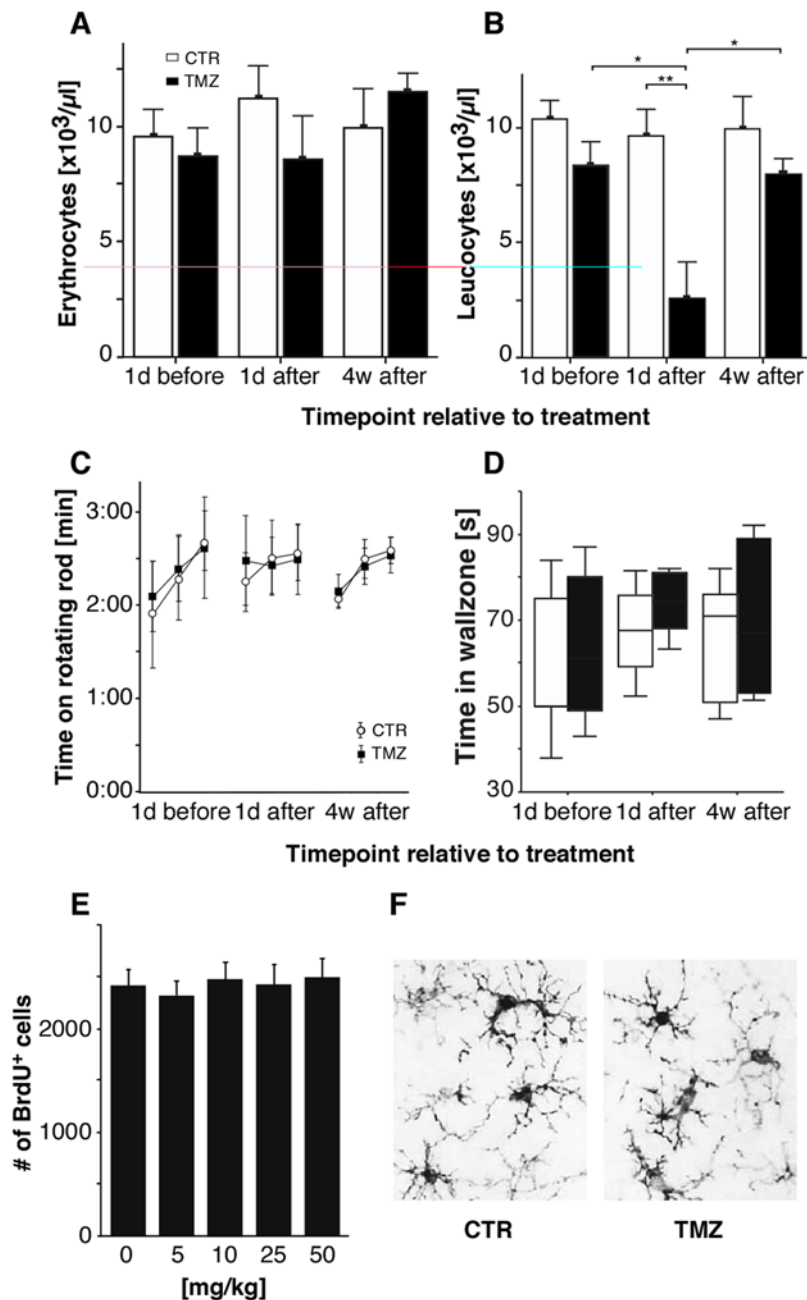 A
Erythrocytes [x10³/µl]
10
5
0
CTR
TMZ
1d before 1d after 4w after
B
Leucocytes [x10³/µl]
10
5
0
*
*
**
1d before 1d after 4w after
Timepoint relative to treatment
C
Time on rotating rod [min]
3:00
2:00
1:00
0:00
CTR
TMZ
1d before 1d after 4w after
D
Time in wallzone [s]
90
70
50
30
1d before 1d after 4w after
Timepoint relative to treatment
E
# of BrdU⁺ cells
2000
1000
0
0 5 10 25 50
[mg/kg]
F
CTR TMZ